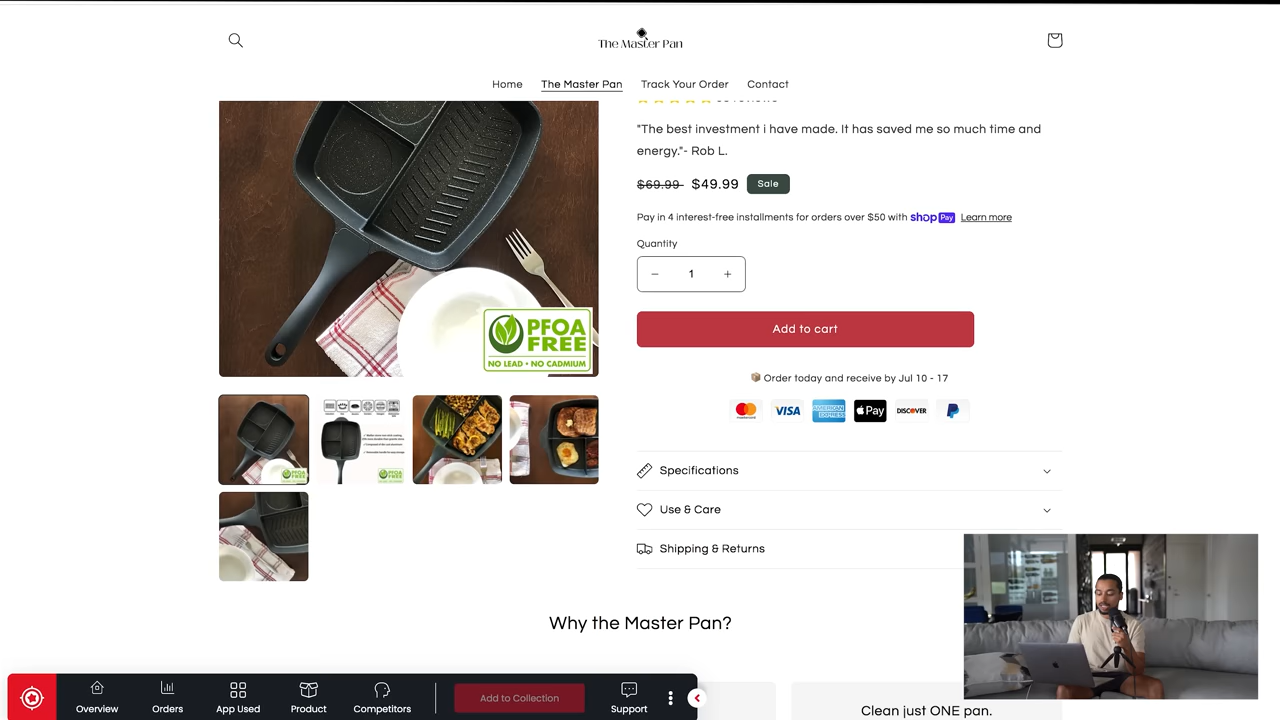 The Master Pan
Home
The Master Pan
Track Your Order
Contact
"The best investment i have made. It has saved me so much time and
energy."- Rob L.
$69.99 $49.99 Sale
Pay in 4 interest-free installments for orders over $50 with shop Pay Learn more
Quantity
− 1 +
Add to cart
Order today and receive by Jul 10 - 17
mastercard
VISA
AMERICAN EXPRESS
Pay
DISCOVER
PFOA
FREE
NO LEAD • NO CADMIUM
Specifications
Use & Care
Shipping & Returns
Why the Master Pan?
Clean just ONE pan.
Overview
Orders
App Used
Product
Competitors
Add to Collection
Support